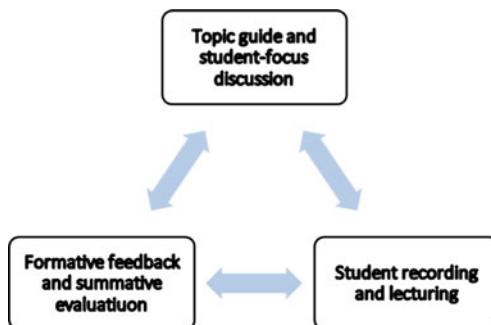 Topic guide and
student-focus
discussion
Formative feedback
and summative
evaluatiuon
Student recording
and lecturing